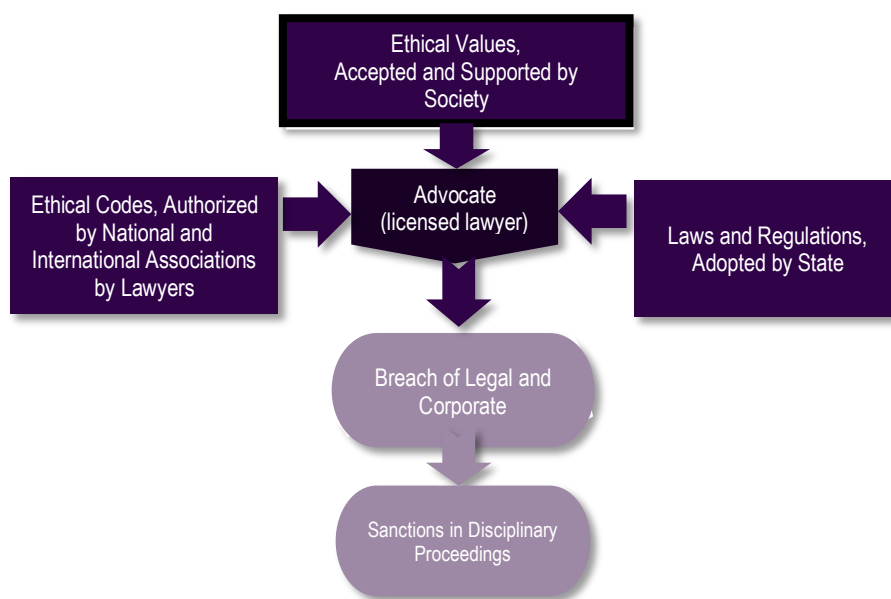 Ethical Values,
Accepted and Supported by
Society
Advocate
(licensed lawyer)
Ethical Codes, Authorized
by National and
International Associations
by Lawyers
Laws and Regulations,
Adopted by State
Breach of Legal and
Corporate
Sanctions in Disciplinary
Proceedings